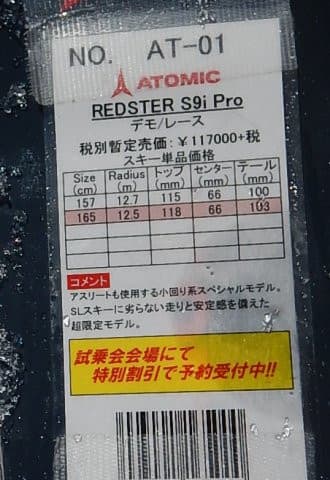 NO. AT-01
ATOMIC
REDSTER S9i Pro
デモ/レース
税別暫定売価：￥117000+税
スキー単品価格
Size (cm) Radius (m) トップ (mm) センター (mm) テール (mm)
157 12.7 115 66 100
165 12.5 118 66 103
コメント
アスリートも使用する小回り系スペシャルモデル。
SLスキーに劣らない走りと安定感を備えた
超限定モデル。
試乗会会場にて
特別割引で予約受付中!!